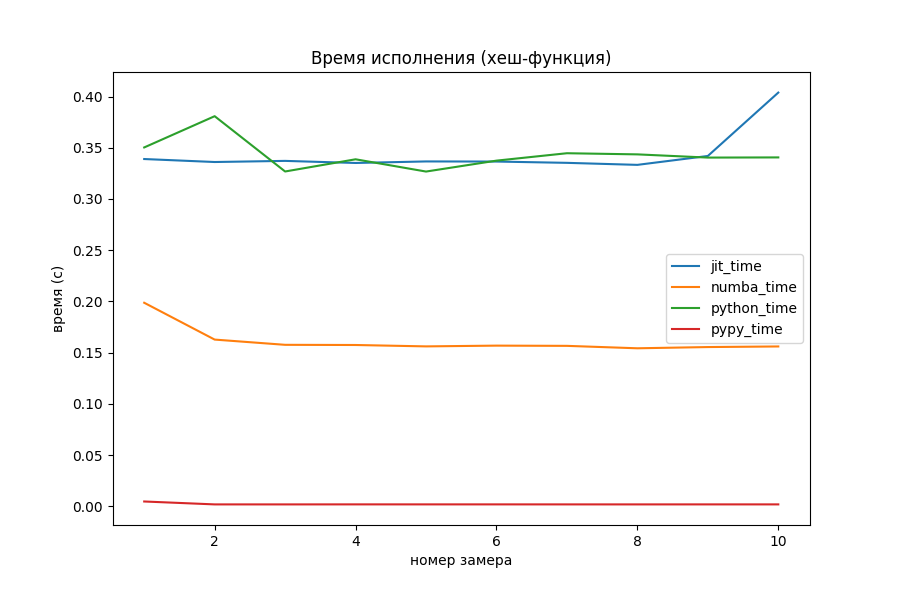 Время исполнения (хеш-функция)
0.40
0.35
0.30
0.25
0.20
0.15
0.10
0.05
0.00
время (с)
jit_time
numba_time
python_time
pypy_time
2 4 6 8 10
номер замера